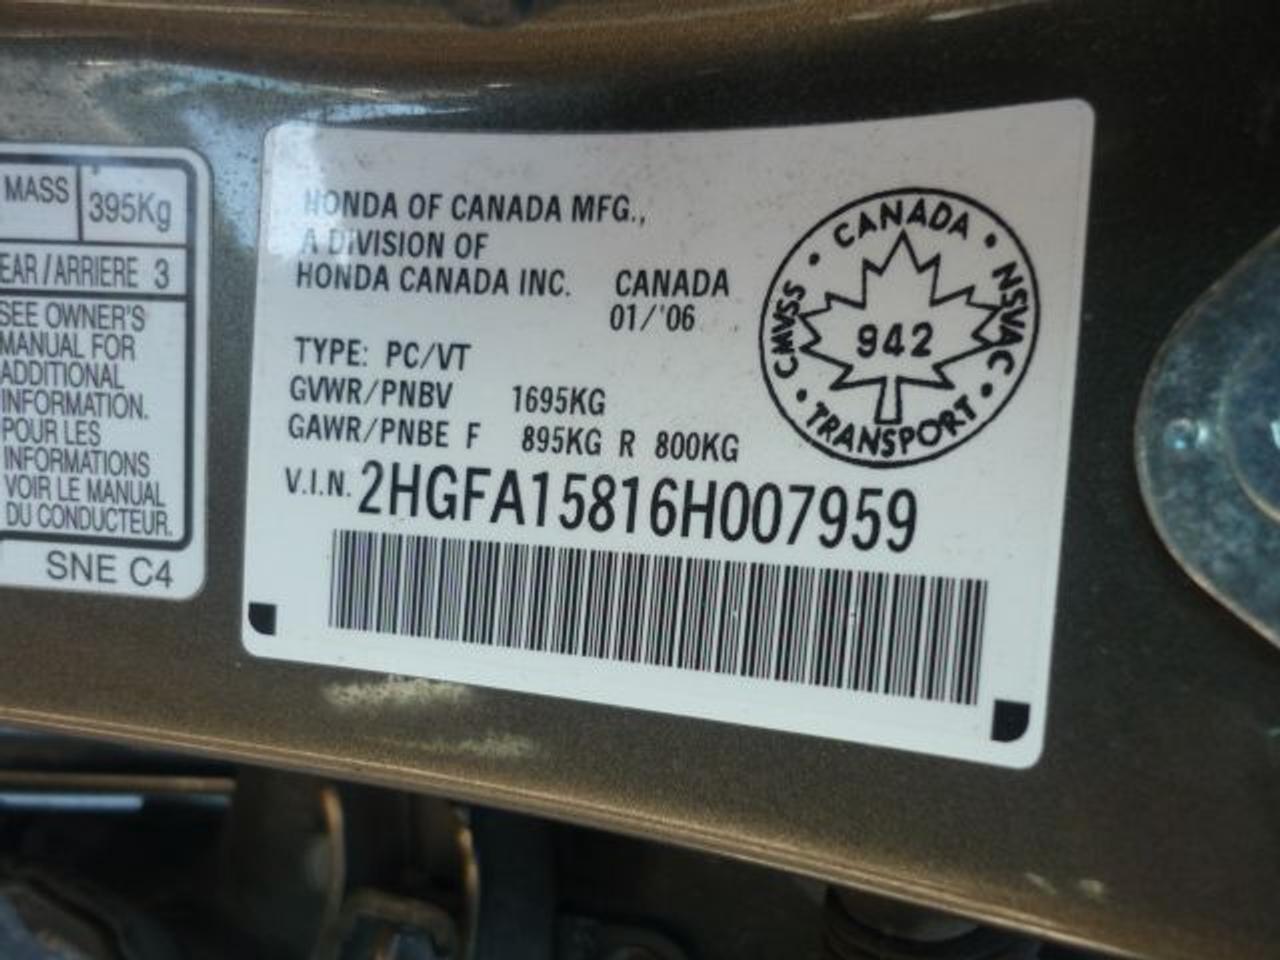 MASS 395Kg
EAR/ARRIERE 3
SEE OWNER'S
MANUAL FOR
ADDITIONAL
INFORMATION.
POUR LES
INFORMATIONS
VOIR LE MANUAL
DU CONDUCTEUR.
SNE C4
HONDA OF CANADA MFG.,
A DIVISION OF
HONDA CANADA INC. CANADA
01/'06
TYPE: PC/VT
GVWR/PNBV 1695KG
GAWR/PNBE F 895KG R 800KG
V.I.N. 2HGFA15816H007959
CANADA
NSVAC
TRANSPORT
CMVSS
942